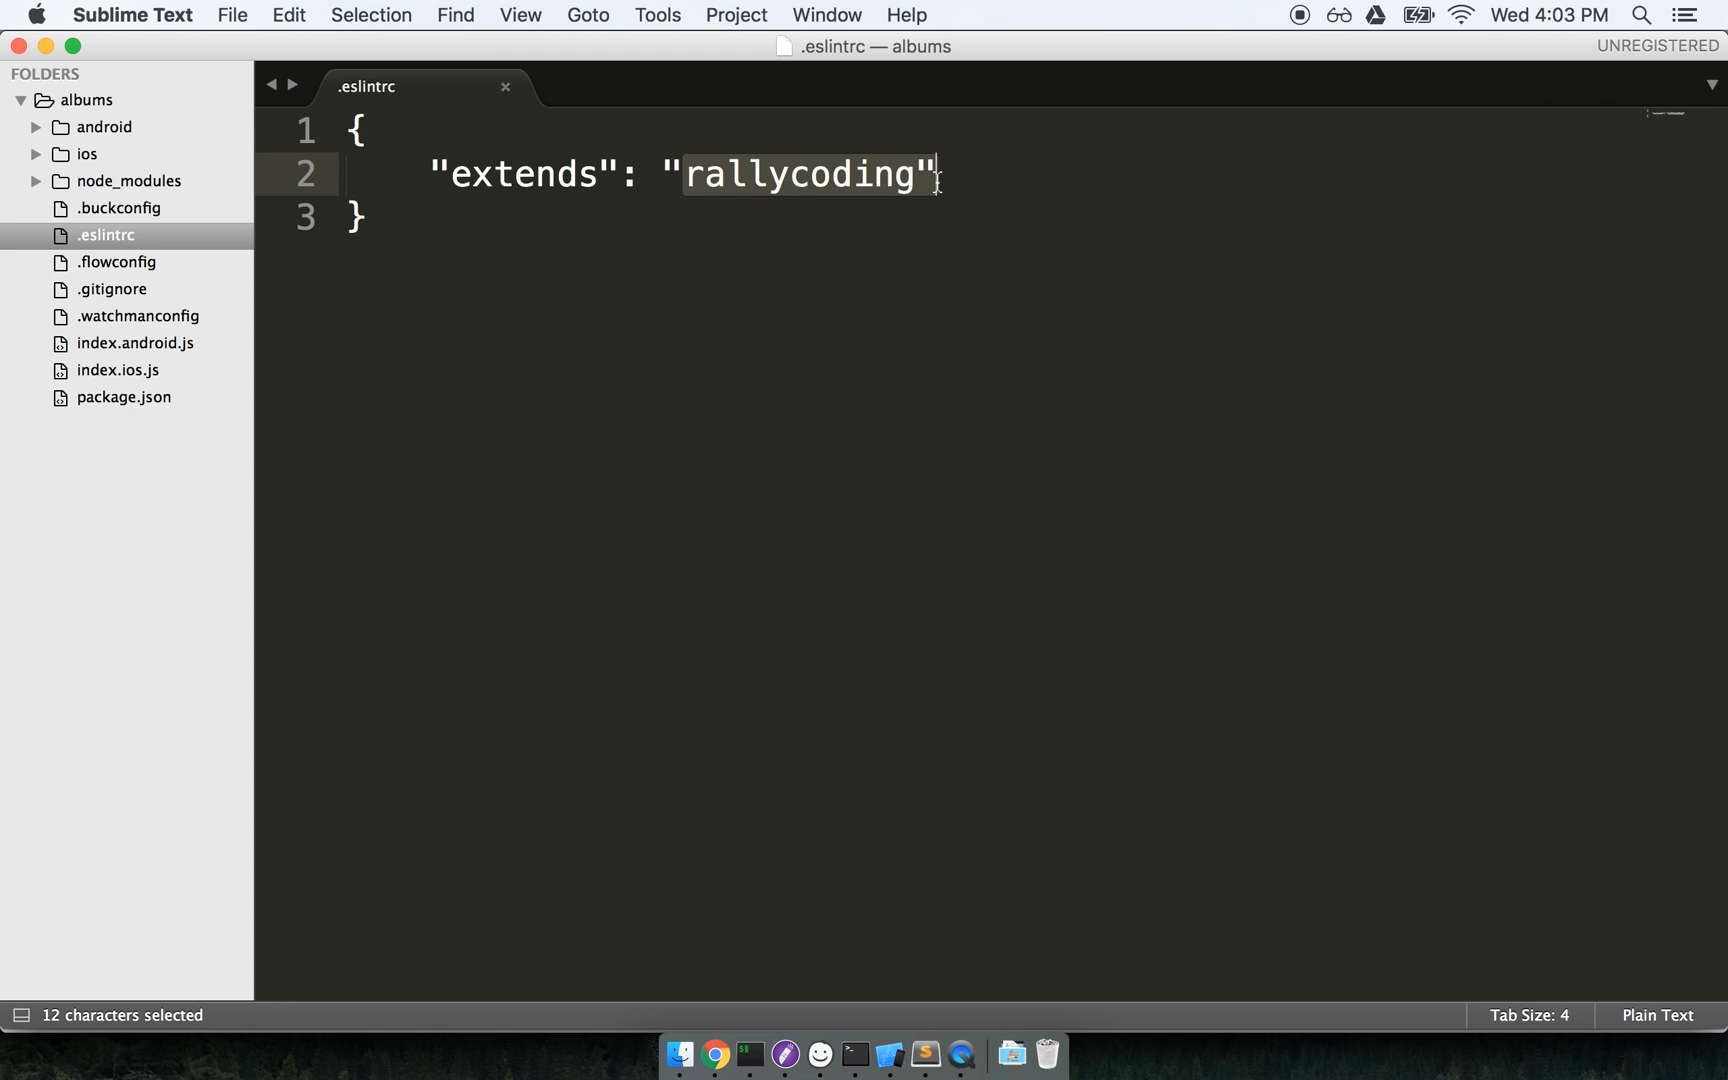 Sublime Text File Edit Selection Find View Goto Tools Project Window Help Wed 4:03 PM
.eslintrc — albums UNREGISTERED
FOLDERS
albums
android
ios
node_modules
.buckconfig
.eslintrc
.flowconfig
.gitignore
.watchmanconfig
index.android.js
index.ios.js
package.json
.eslintrc
1 {
2 "extends": "rallycoding"
3 }
12 characters selected Tab Size: 4 Plain Text